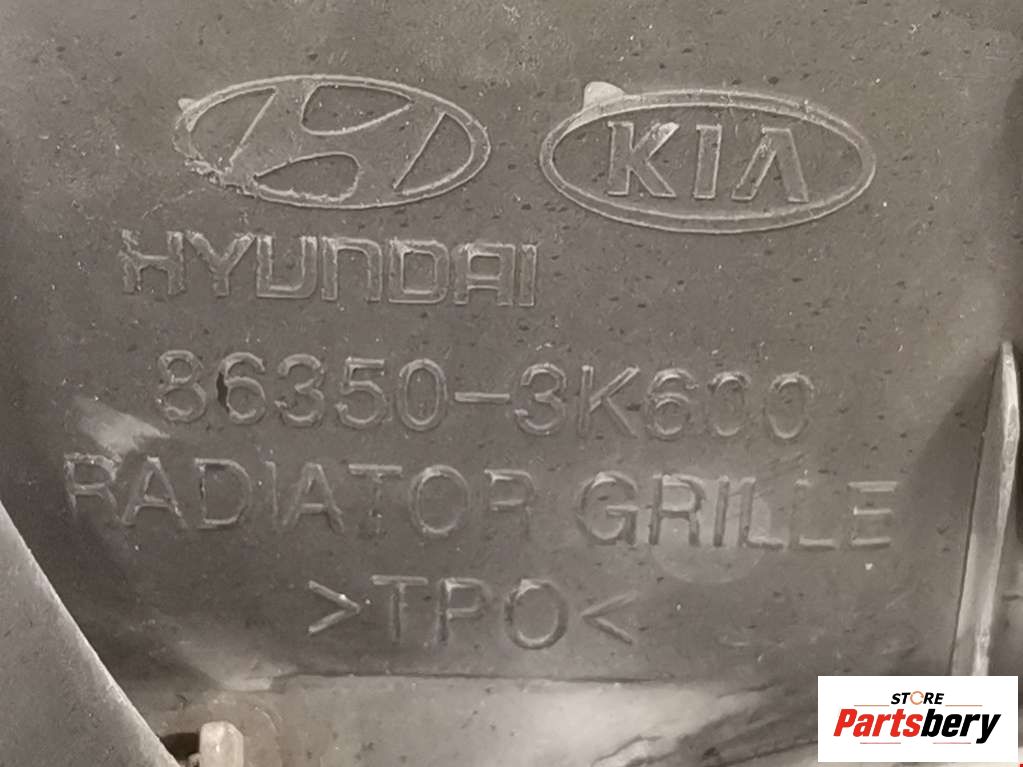 KIA
HYUNDAI
86350-3K600
RADIATOR GRILLE
>TPO<
STORE
Partsbery